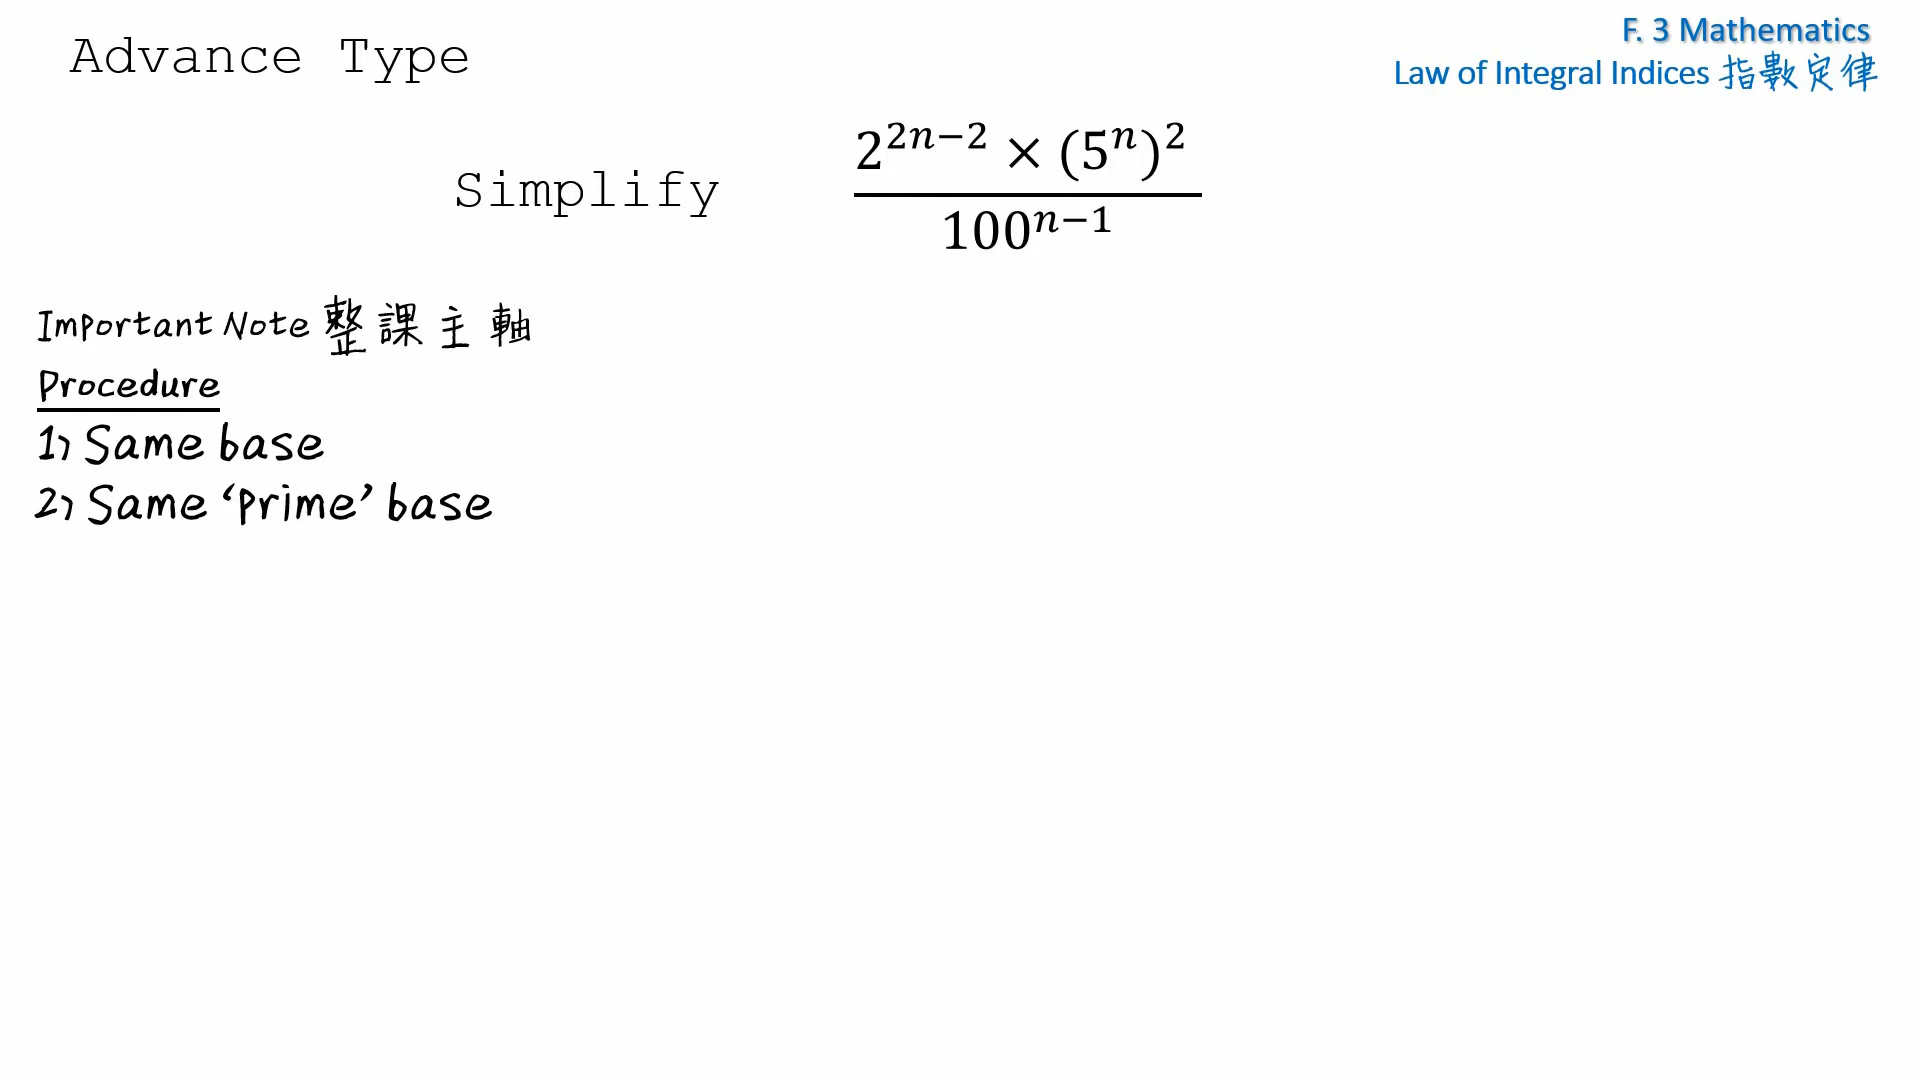 Advance Type
F. 3 Mathematics
Law of Integral Indices 指數定律
Simplify
2^{2n−2} × (5^n)^2
100^{n−1}
Important Note 整課主軸
Procedure
1) Same base
2) Same ‘prime’ base